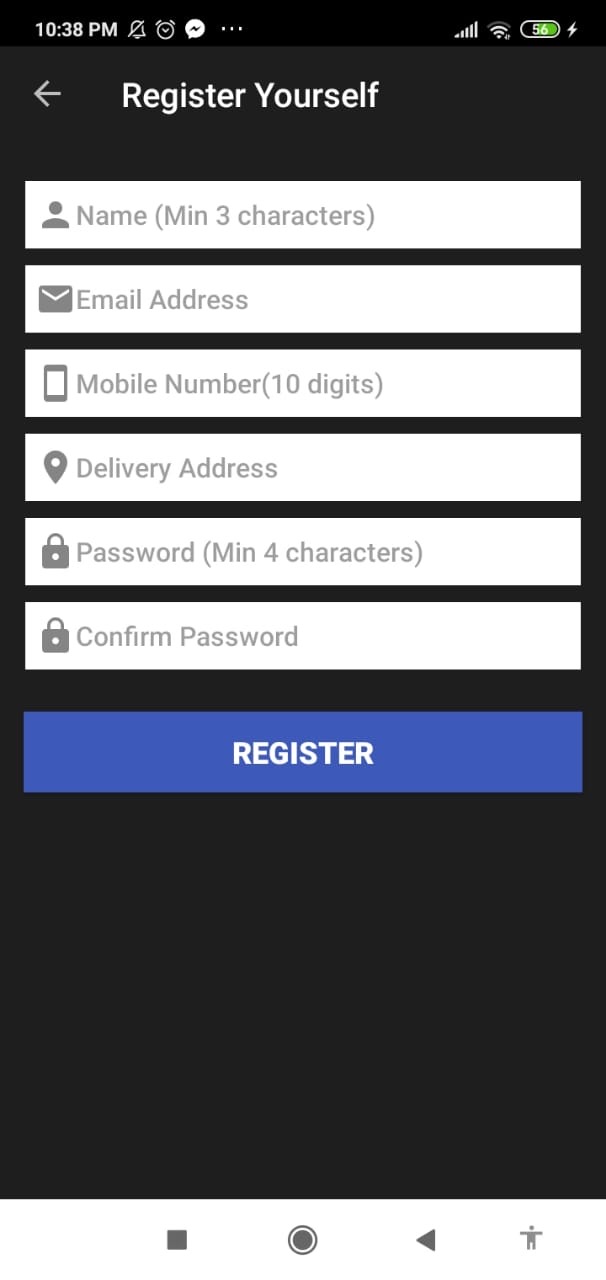 10:38 PM ... 56
Register Yourself
Name (Min 3 characters)
Email Address
Mobile Number(10 digits)
Delivery Address
Password (Min 4 characters)
Confirm Password
REGISTER